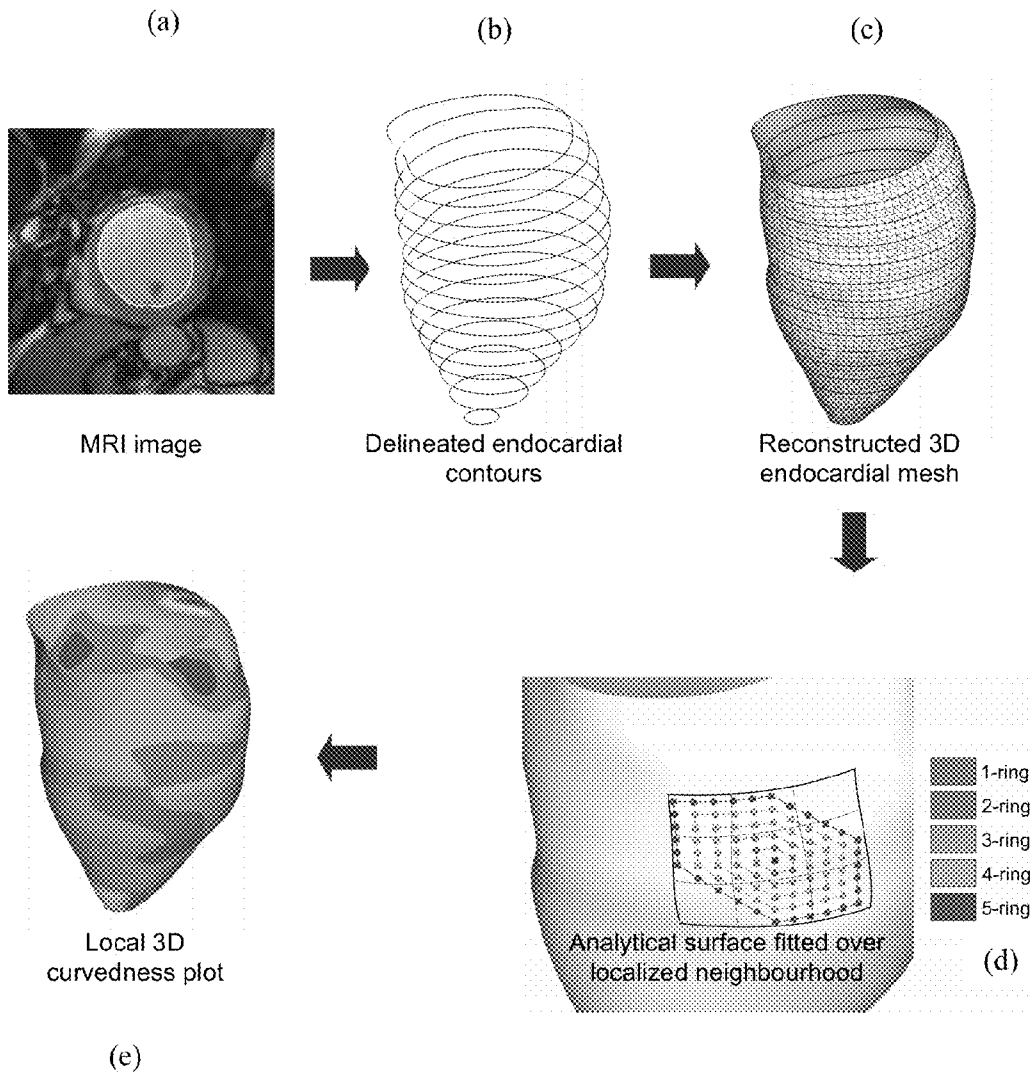 (a)
(b)
(c)
MRI image
Delineated endocardial
contours
Reconstructed 3D
endocardial mesh
1-ring
2-ring
3-ring
4-ring
5-ring
Analytical surface fitted over
localized neighbourhood
(d)
Local 3D
curvedness plot
(e)